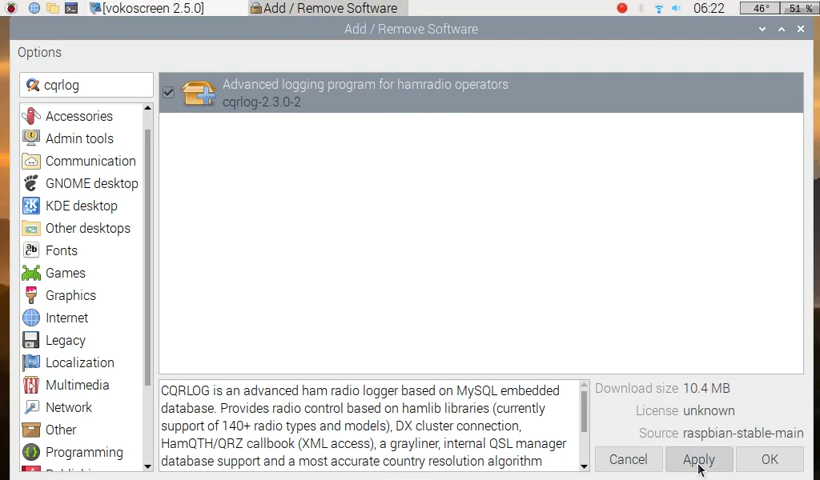 [vokoscreen 2.5.0]
Add / Remove Software
06:22
46°
51 %
Add / Remove Software
Options
cqrlog
Accessories
Admin tools
Communication
GNOME desktop
KDE desktop
Other desktops
Fonts
Games
Graphics
Internet
Legacy
Localization
Multimedia
Network
Other
Programming
Advanced logging program for hamradio operators
cqrlog-2.3.0-2
CQRLOG is an advanced ham radio logger based on MySQL embedded
database. Provides radio control based on hamlib libraries (currently
support of 140+ radio types and models), DX cluster connection,
HamQTH/QRZ callbook (XML access), a grayliner, internal QSL manager
database support and a most accurate country resolution algorithm
Download size 10.4 MB
License unknown
Source raspbian-stable-main
Cancel
Apply
OK